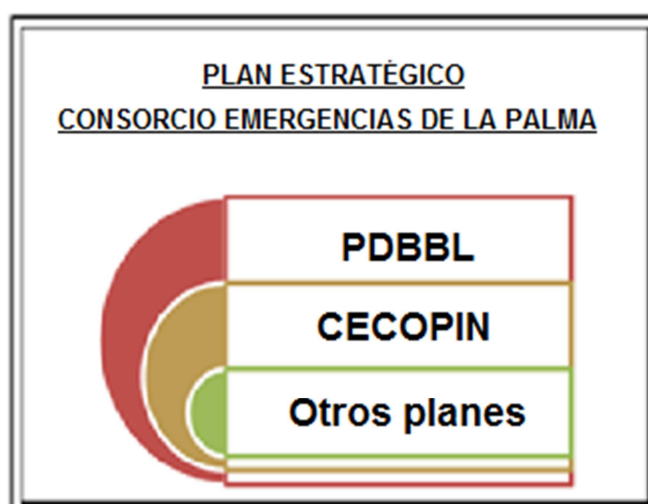 PLAN ESTRATÉGICO
CONSORCIO EMERGENCIAS DE LA PALMA
PDBBL
CECOPIN
Otros planes